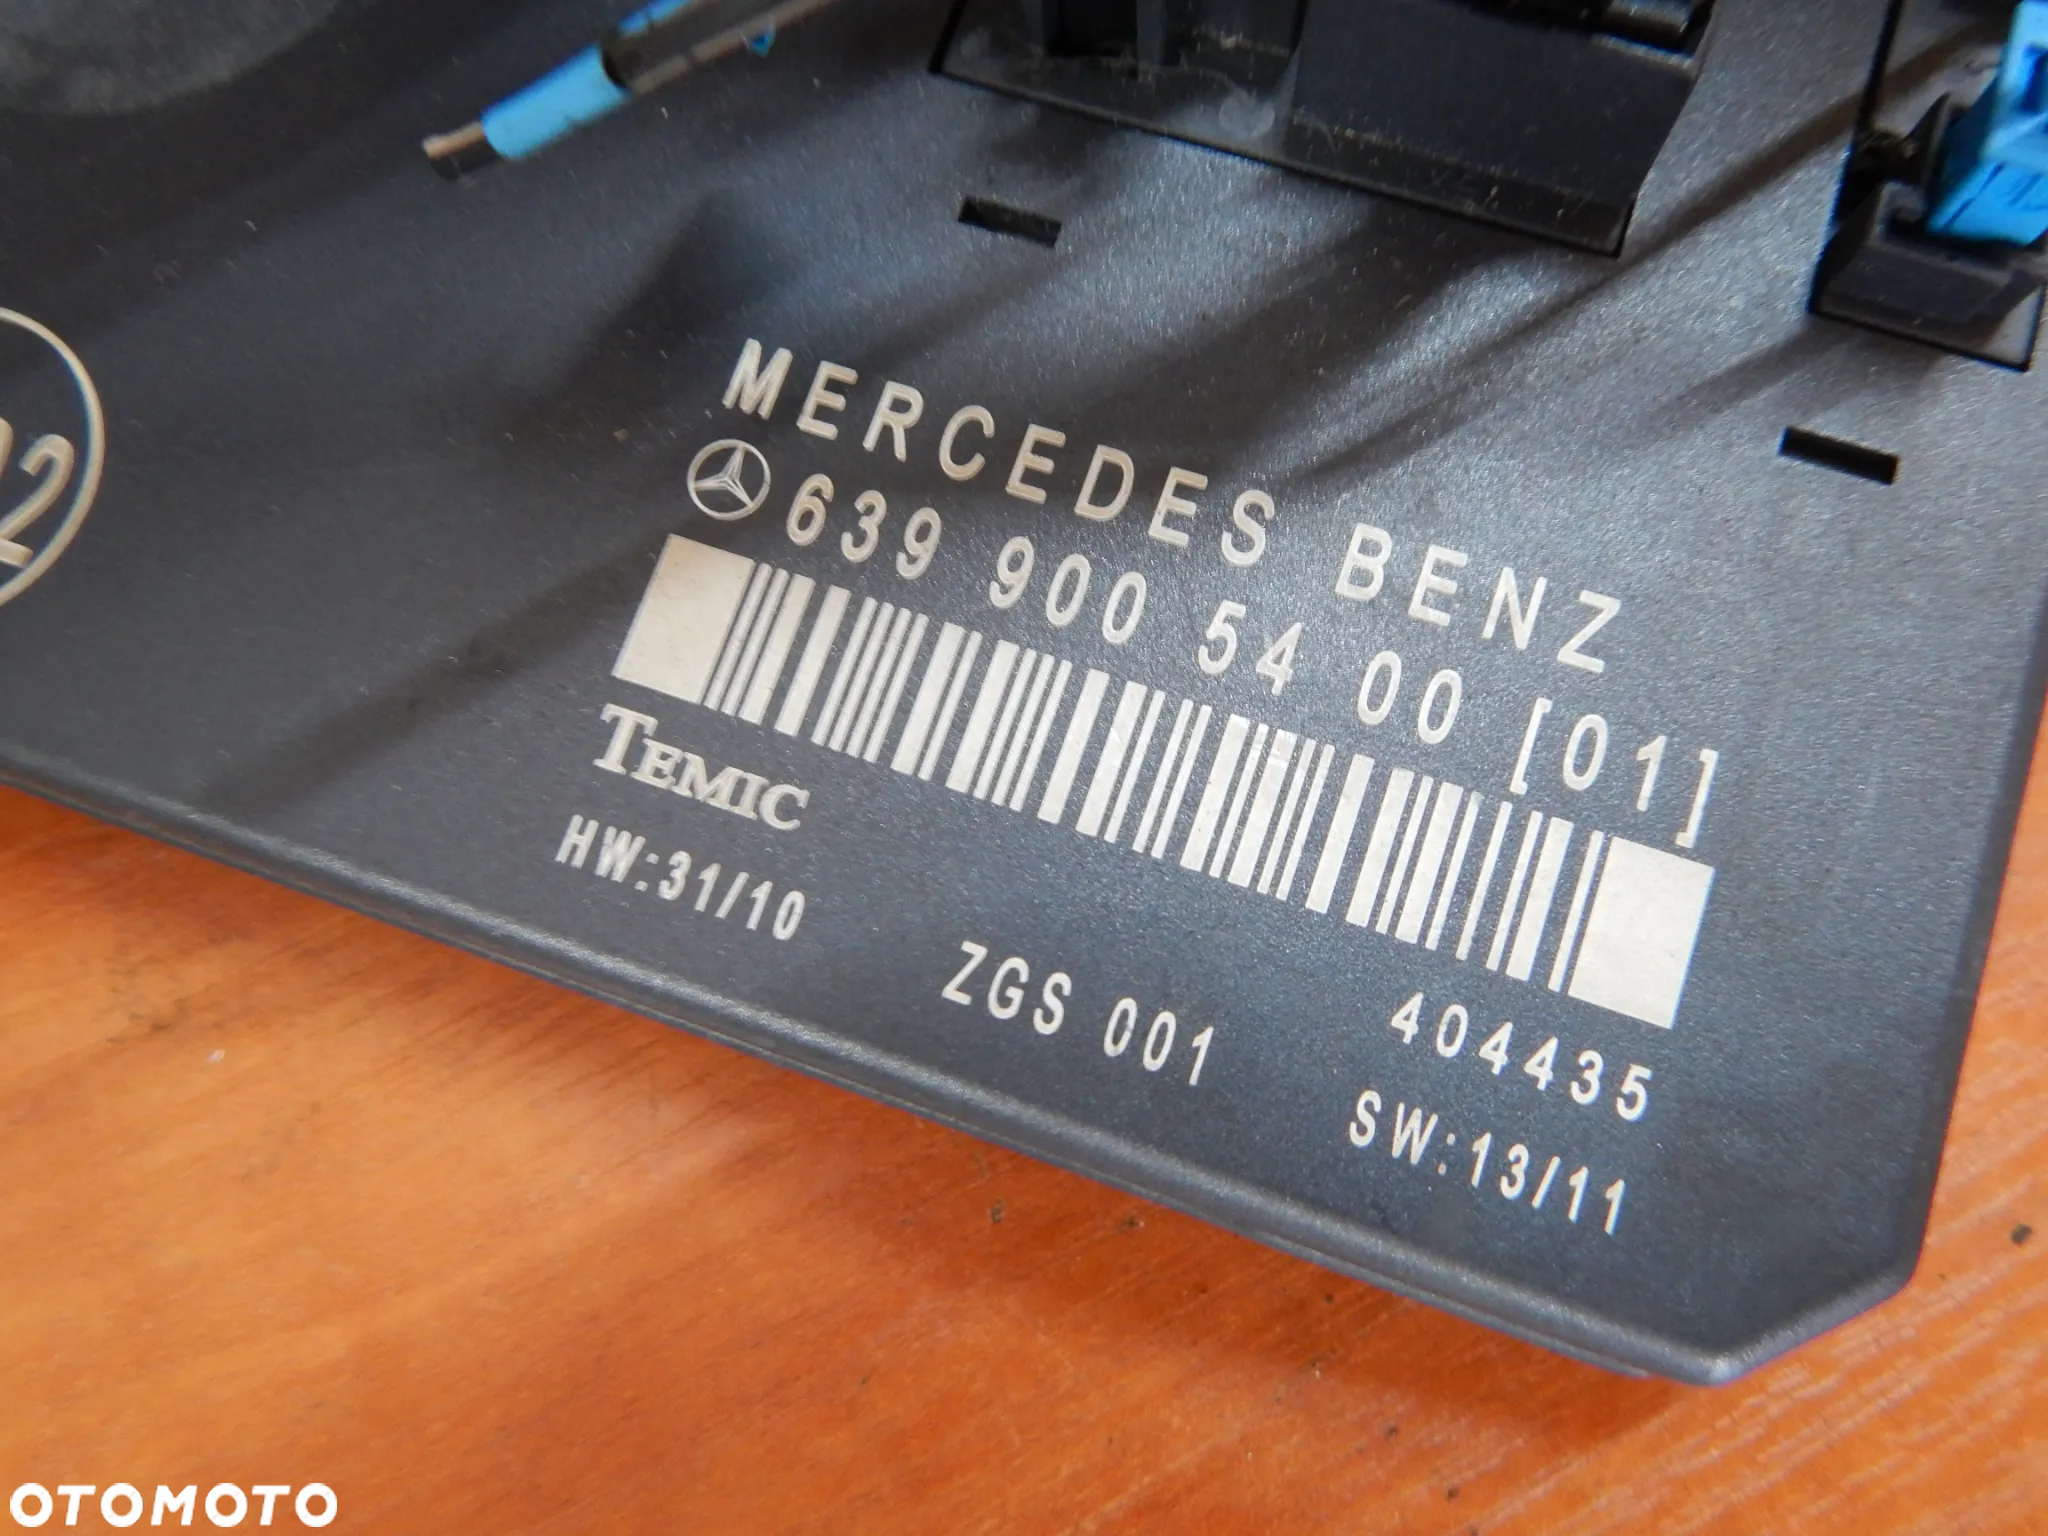 MERCEDES BENZ
639 900 54 00 [01]
TEMIC
404435
HW:31/10
ZGS 001
SW:13/11
OTOMOTO